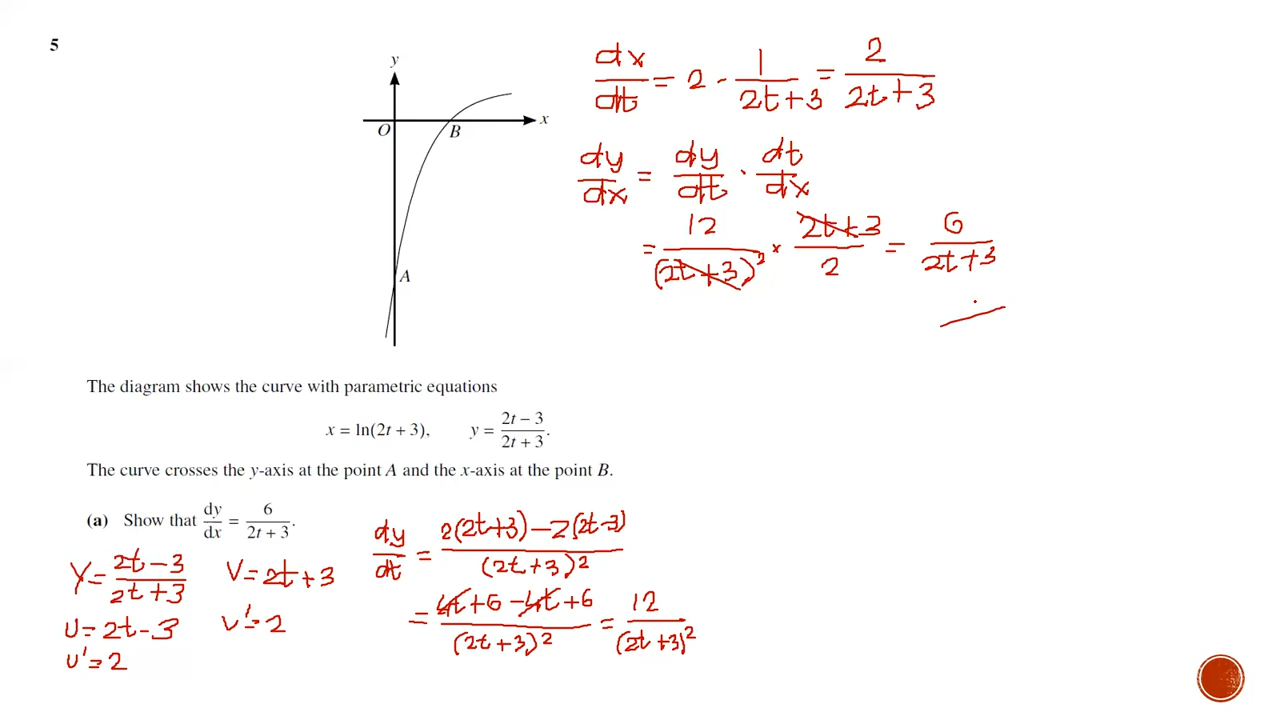 5
y
O
B
x
A
dx/dt = 2 · 1/(2t+3) = 2/(2t+3)
dy/dx = dy/dt · dt/dx
= 12/(2t+3)² × (2t+3)/2 = 6/(2t+3)
The diagram shows the curve with parametric equations
x = ln(2t + 3), y = (2t − 3)/(2t + 3).
The curve crosses the y-axis at the point A and the x-axis at the point B.
(a) Show that dy/dx = 6/(2t + 3).
Y = (2t-3)/(2t+3)
V = 2t+3
U = 2t-3
v' = 2
u' = 2
dy/dt = (2(2t+3) - 2(2t-3))/(2t+3)²
= (4t+6-4t+6)/(2t+3)² = 12/(2t+3)²